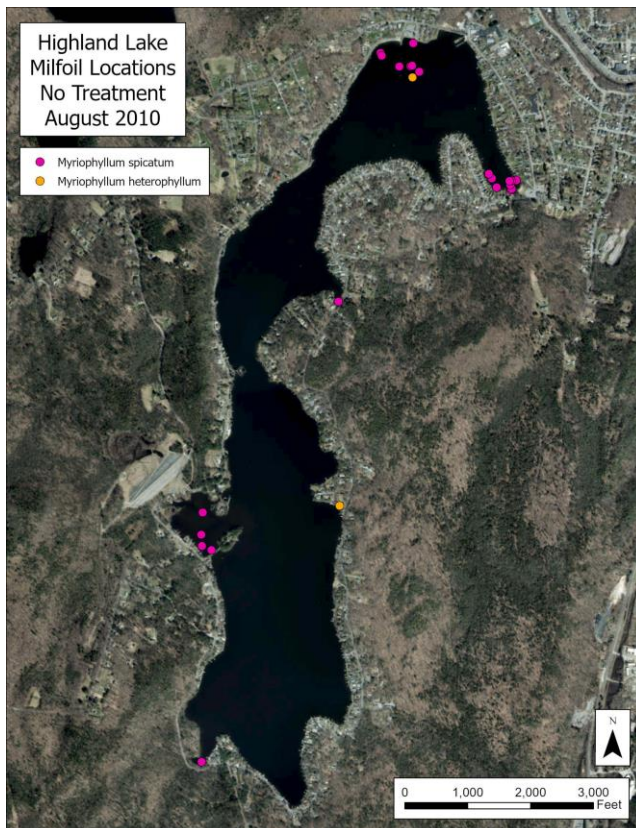 Highland Lake
Milfoil Locations
No Treatment
August 2010
Myriophyllum spicatum
Myriophyllum heterophyllum
N
0 1,000 2,000 3,000
Feet